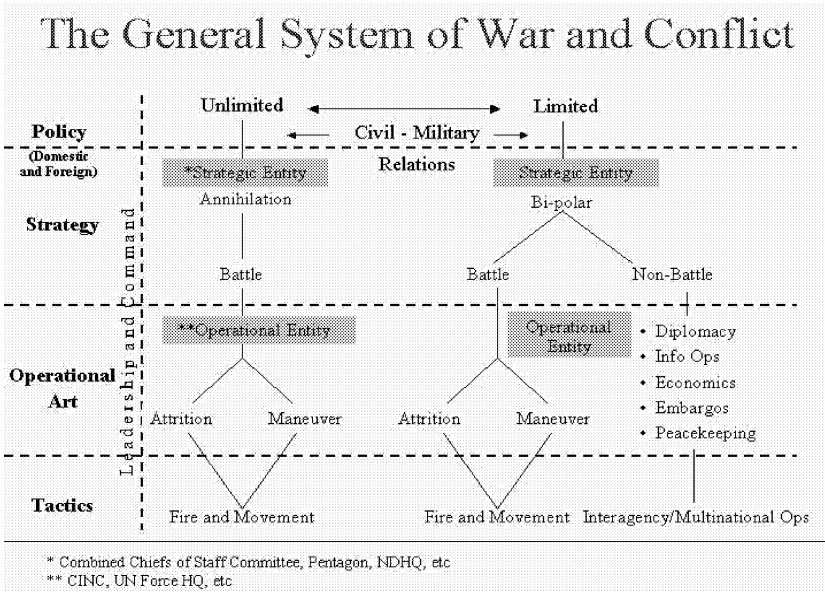 The General System of War and Conflict
Unlimited
Limited
Policy
Civil - Military
(Domestic
and Foreign)
Relations
*Strategic Entity
Strategic Entity
Annihilation
Bi-polar
Strategy
Battle
Battle
Non-Battle
Leadership and Command
**Operational Entity
Operational
Entity
• Diplomacy
• Info Ops
• Economics
• Embargos
• Peacekeeping
Operational
Art
Attrition
Maneuver
Attrition
Maneuver
Tactics
Fire and Movement
Fire and Movement
Interagency/Multinational Ops
* Combined Chiefs of Staff Committee, Pentagon, NDHQ, etc
** CINC, UN Force HQ, etc